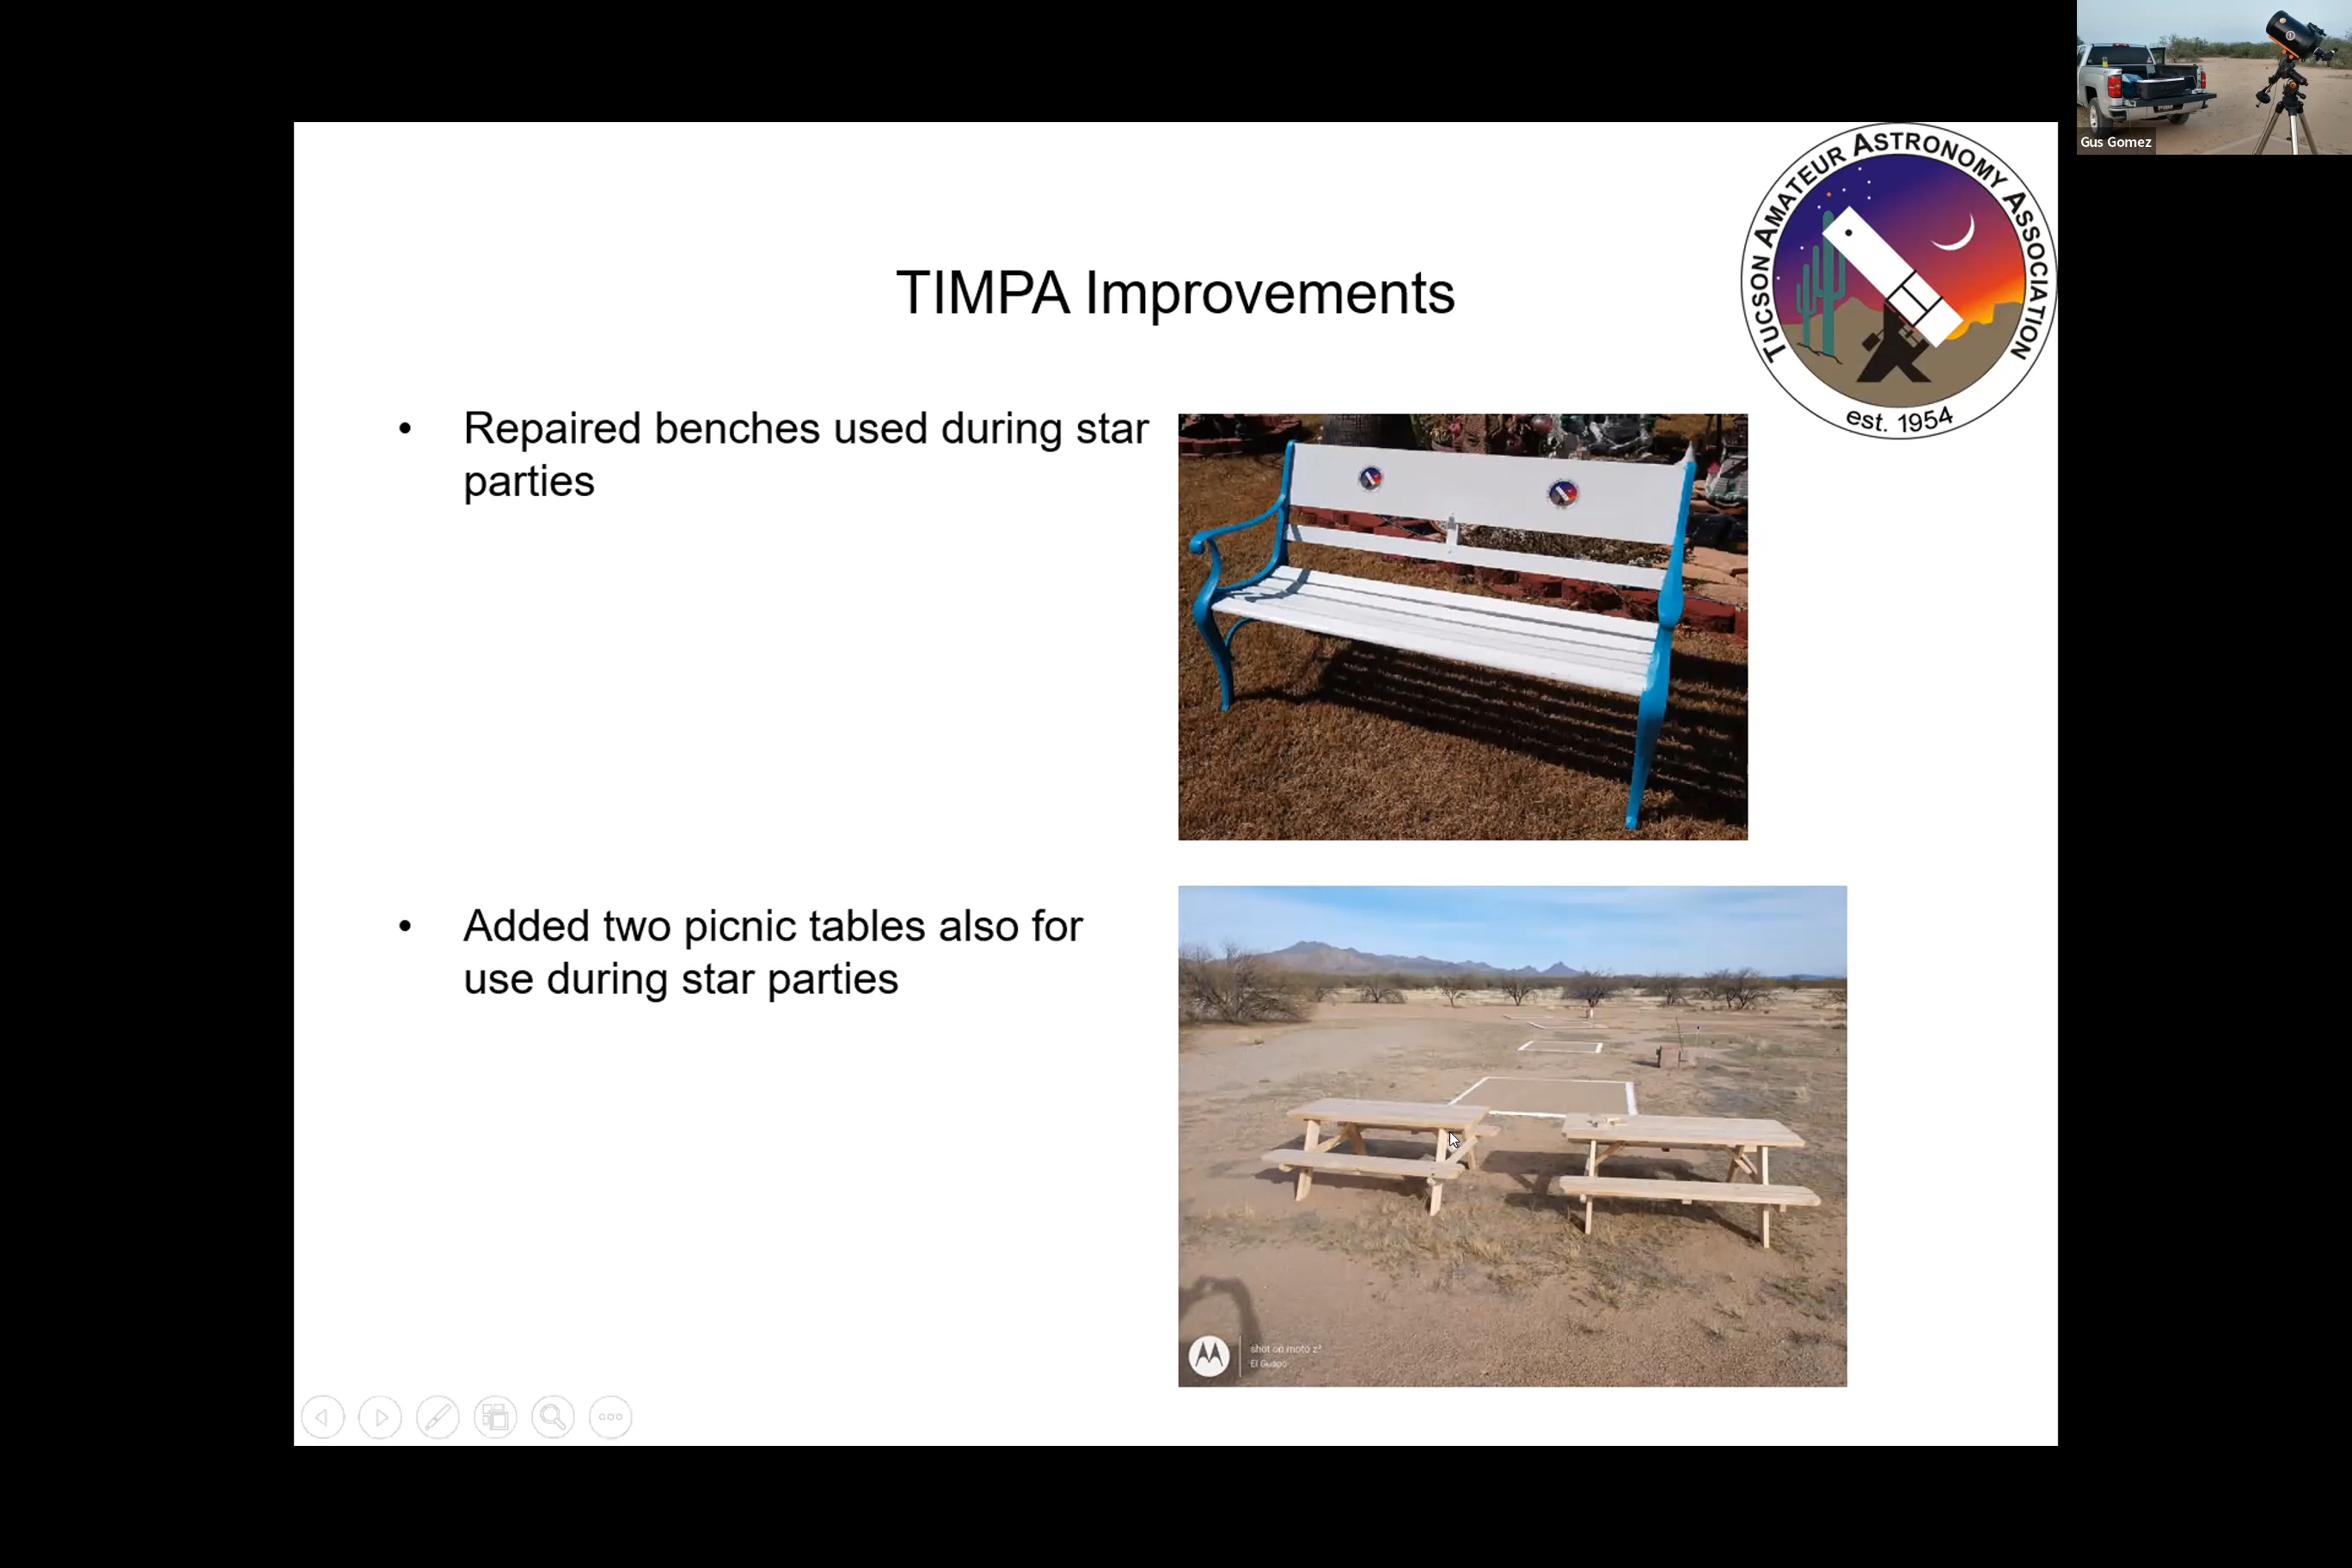 Gus Gomez
TUCSON AMATEUR ASTRONOMY ASSOCIATION
est. 1954
TIMPA Improvements
• Repaired benches used during star
parties
• Added two picnic tables also for
use during star parties
shot on moto z³
El Guapo